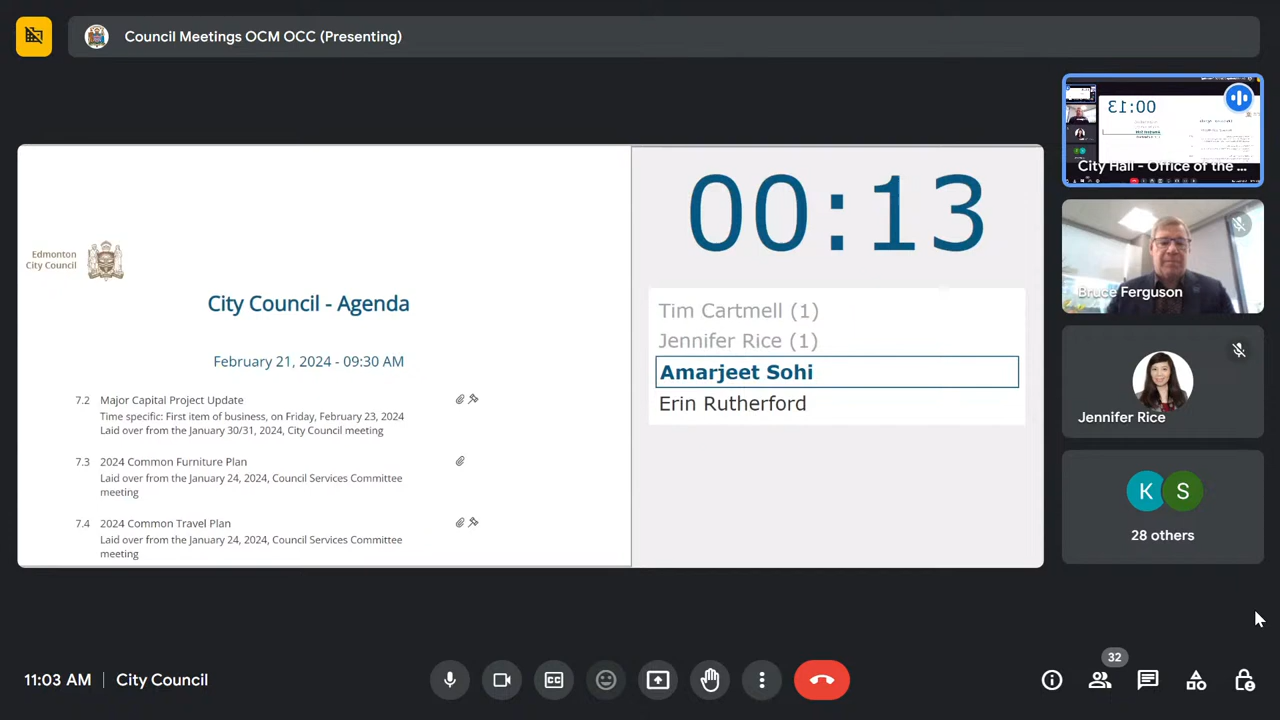 Council Meetings OCM OCC (Presenting)
Edmonton
City Council
City Council - Agenda
February 21, 2024 - 09:30 AM
7.2 Major Capital Project Update
Time specific: First item of business, on Friday, February 23, 2024
Laid over from the January 30/31, 2024, City Council meeting
7.3 2024 Common Furniture Plan
Laid over from the January 24, 2024, Council Services Committee
meeting
7.4 2024 Common Travel Plan
Laid over from the January 24, 2024, Council Services Committee
meeting
00:13
Tim Cartmell (1)
Jennifer Rice (1)
Amarjeet Sohi
Erin Rutherford
00:13
City Hall - Office of the ...
Bruce Ferguson
Jennifer Rice
K S
28 others
11:03 AM City Council
CC
32